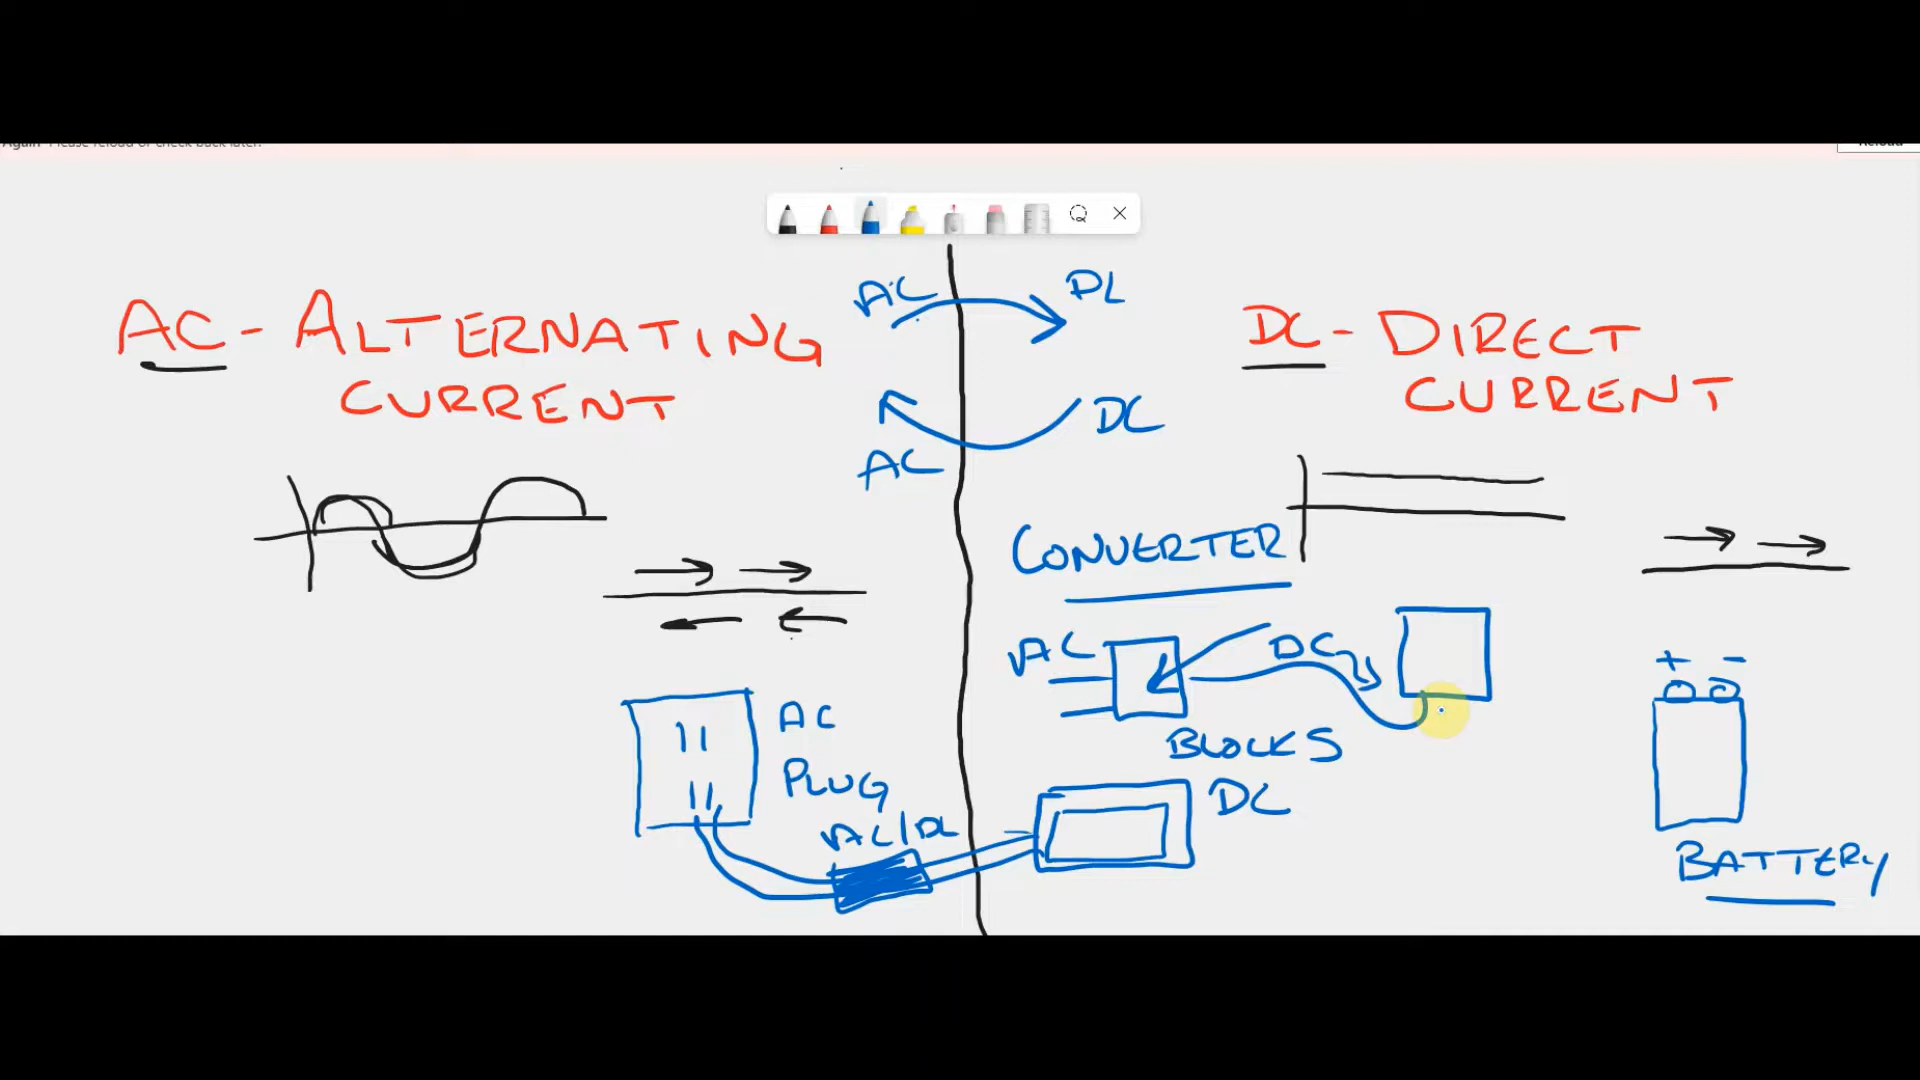 AC - ALTERNATING
CURRENT
AC
DC
DC
AC
DC - DIRECT
CURRENT
CONVERTER
AC
DC
BLOCKS
AC
PLUG
AC/DC
DC
+ -
BATTERY